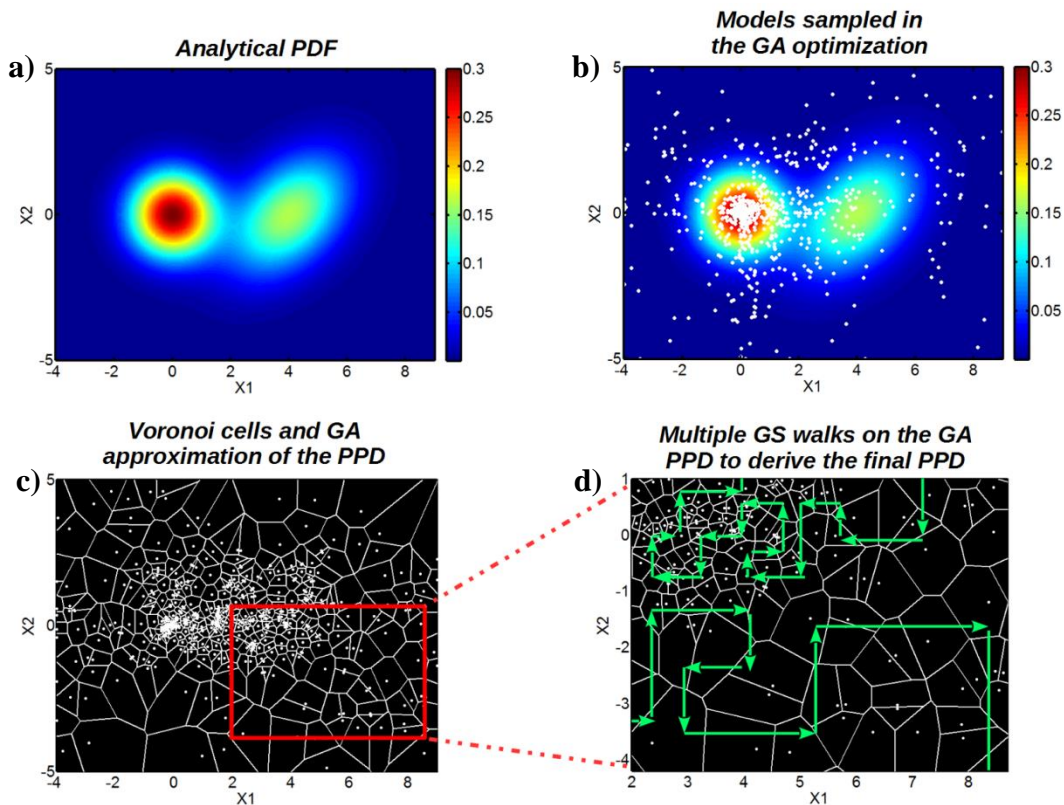 a)
Analytical PDF
5
0
-5
X2
-4 -2 0 2 4 6 8
X1
0.3
0.25
0.2
0.15
0.1
0.05
b)
Models sampled in
the GA optimization
5
0
-5
X2
-4 -2 0 2 4 6 8
X1
0.3
0.25
0.2
0.15
0.1
0.05
c)
Voronoi cells and GA
approximation of the PPD
5
0
-5
X2
-4 -2 0 2 4 6 8
X1
d)
Multiple GS walks on the GA
PPD to derive the final PPD
1
0
-1
-2
-3
-4
X2
2 3 4 5 6 7 8
X1